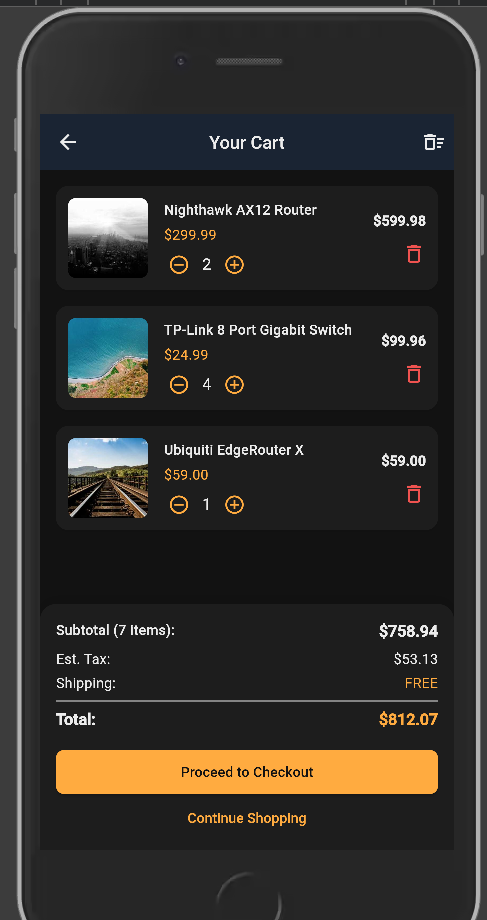 Your Cart
Nighthawk AX12 Router
$599.98
$299.99
2
TP-Link 8 Port Gigabit Switch
$99.96
$24.99
4
Ubiquiti EdgeRouter X
$59.00
$59.00
1
Subtotal (7 Items): $758.94
Est. Tax: $53.13
Shipping: FREE
Total: $812.07
Proceed to Checkout
Continue Shopping